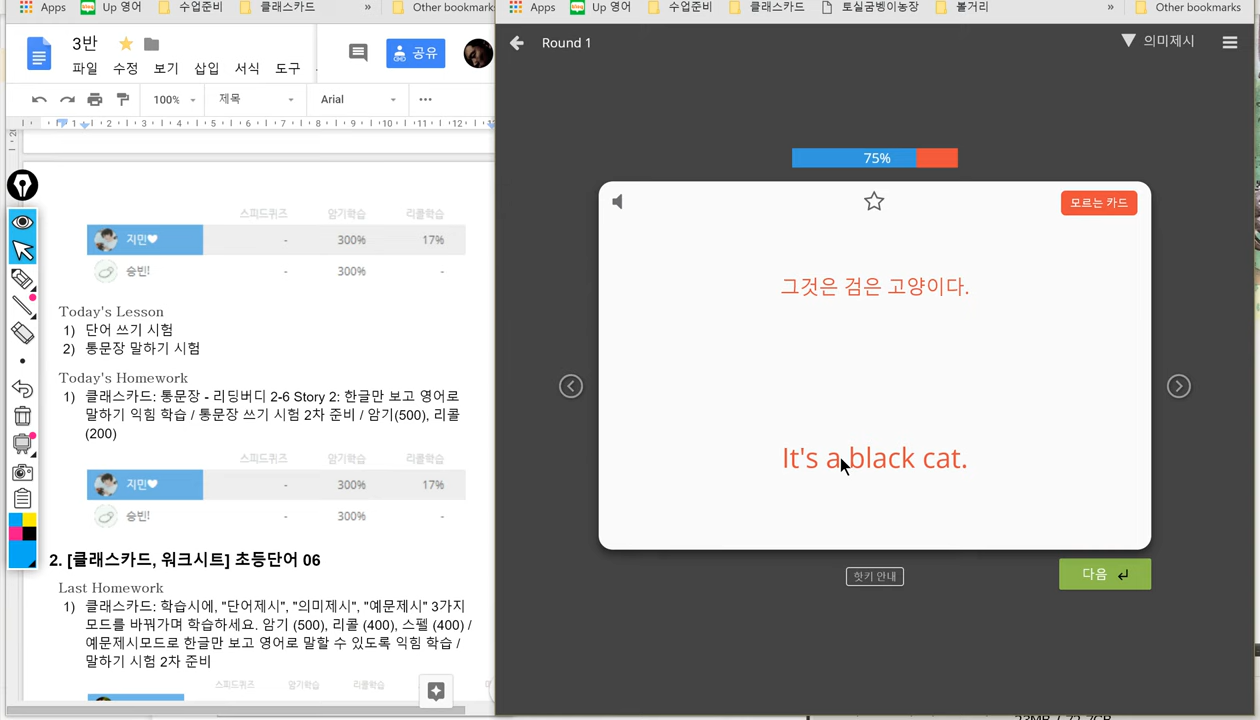 Apps Up 영어 수업준비 클래스카드 » Other bookmarks
3반
파일 수정 보기 삽입 서식 도구
공유
100% 제목 Arial
1 2 3 4 5 6 7 8 9 10 11 12
스피드퀴즈 암기학습 리콜학습
지민♥ - 300% 17%
승빈! - 300% -
Today's Lesson
1) 단어 쓰기 시험
2) 통문장 말하기 시험
Today's Homework
1) 클래스카드: 통문장 - 리딩버디 2-6 Story 2: 한글만 보고 영어로
말하기 익힘 학습 / 통문장 쓰기 시험 2차 준비 / 암기(500), 리콜
(200)
스피드퀴즈 암기학습 리콜학습
지민♥ - 300% 17%
승빈! - 300% -
2. [클래스카드, 워크시트] 초등단어 06
Last Homework
1) 클래스카드: 학습시에, "단어제시", "의미제시", "예문제시" 3가지
모드를 바꿔가며 학습하세요. 암기 (500), 리콜 (400), 스펠 (400) /
예문제시모드로 한글만 보고 영어로 말할 수 있도록 익힘 학습 /
말하기 시험 2차 준비
스피드퀴즈 암기학습 리콜학습
Apps Up 영어 수업준비 클래스카드 토실굼벵이농장 볼거리 » Other bookmarks
Round 1
▼ 의미제시
75%
모르는 카드
그것은 검은 고양이다.
It's a black cat.
핫키 안내
다음
23MB / 72.7GB